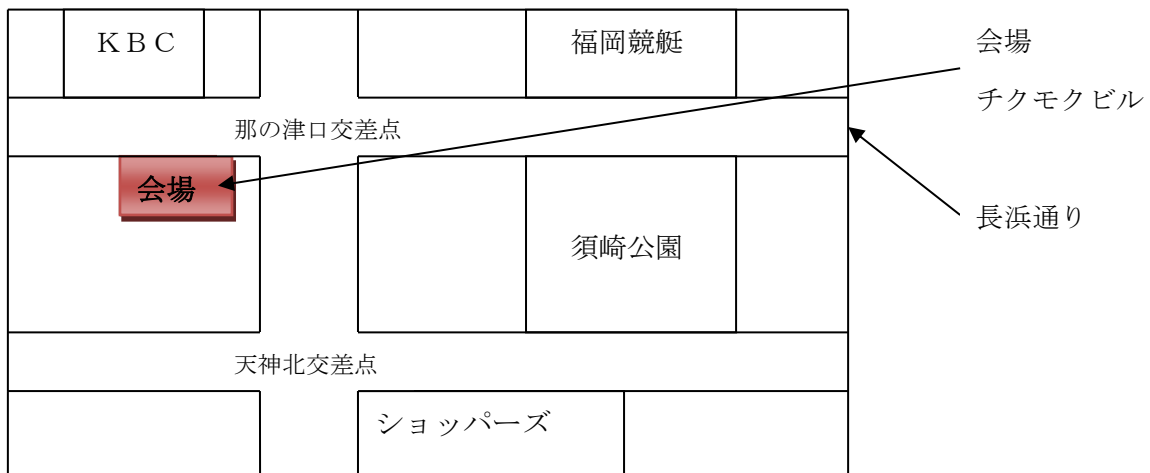 ＫＢＣ
福岡競艇
会場
チクモクビル
那の津口交差点
会場
長浜通り
須崎公園
天神北交差点
ショッパーズ